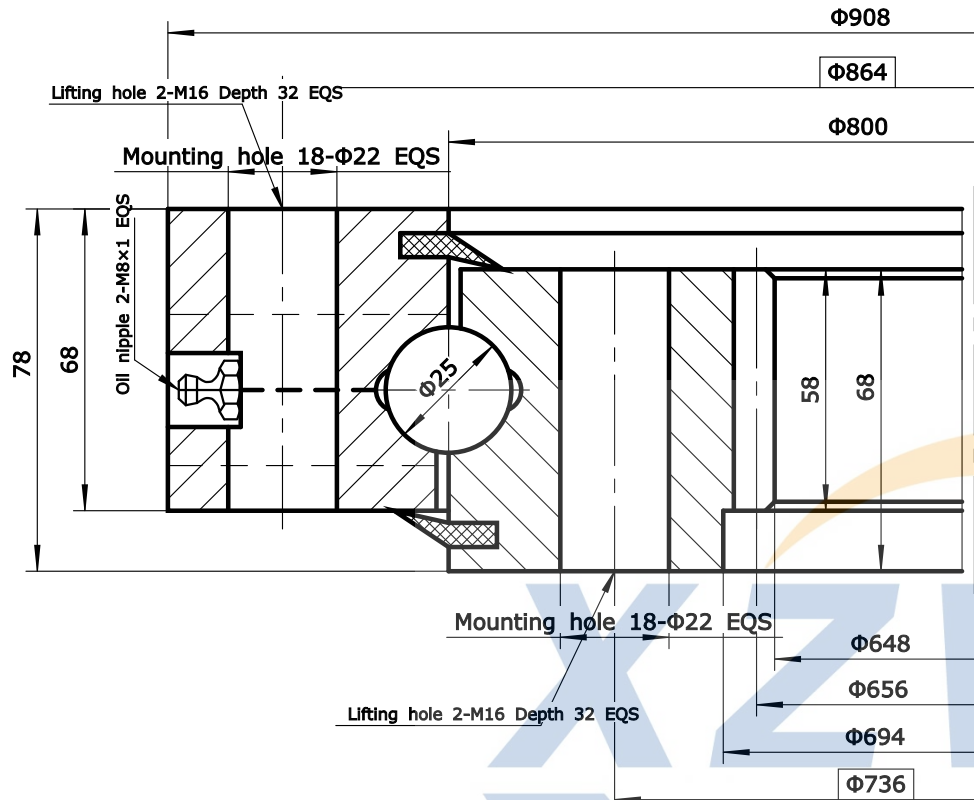 Φ908
Φ864
Lifting hole 2-M16 Depth 32 EQS
Φ800
Mounting hole 18-Φ22 EQS
Oil nipple 2-M8×1 EQS
78
68
Φ25
58
68
Mounting hole 18-Φ22 EQS
Φ648
Φ656
Lifting hole 2-M16 Depth 32 EQS
Φ694
Φ736